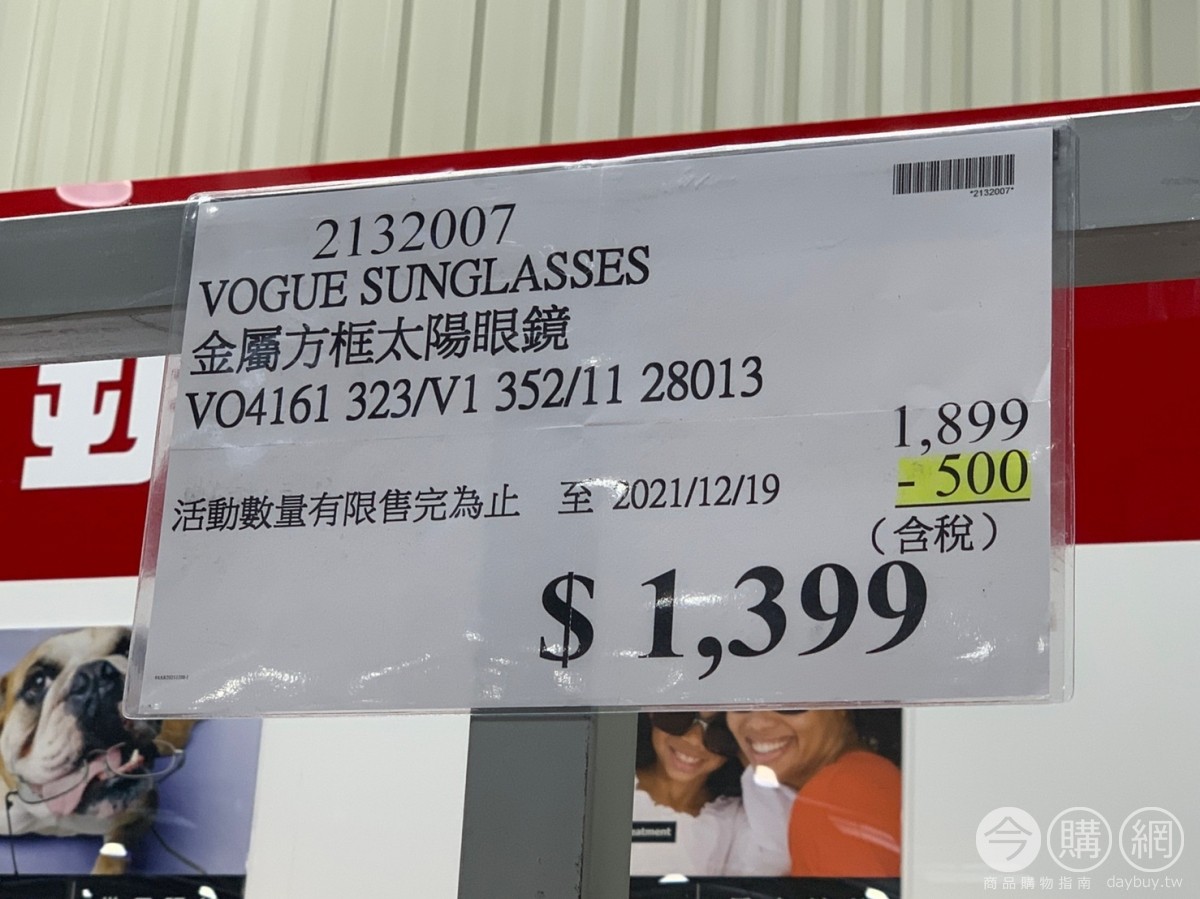 *2132007*
2132007
VOGUE SUNGLASSES
金屬方框太陽眼鏡
VO4161 323/V1 352/11 28013
1,899
- 500
活動數量有限售完為止 至 2021/12/19
(含稅)
$ 1,399
eatment
今購網
商品購物指南 daybuy.tw